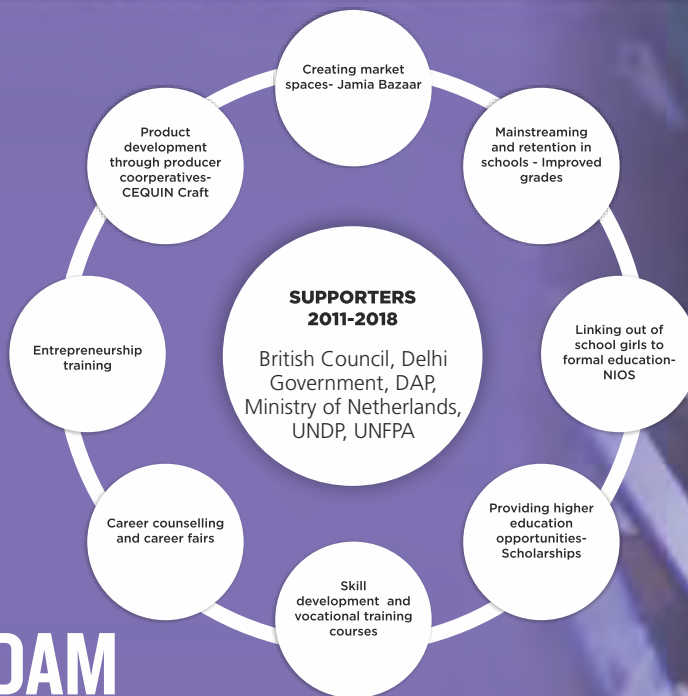 Creating market
spaces- Jamia Bazaar
Mainstreaming
and retention in
schools - Improved
grades
Linking out of
school girls to
formal education-
NIOS
Providing higher
education
opportunities-
Scholarships
Skill
development and
vocational training
courses
Career counselling
and career fairs
Entrepreneurship
training
Product
development
through producer
coorperatives-
CEQUIN Craft
SUPPORTERS
2011-2018
British Council, Delhi
Government, DAP,
Ministry of Netherlands,
UNDP, UNFPA